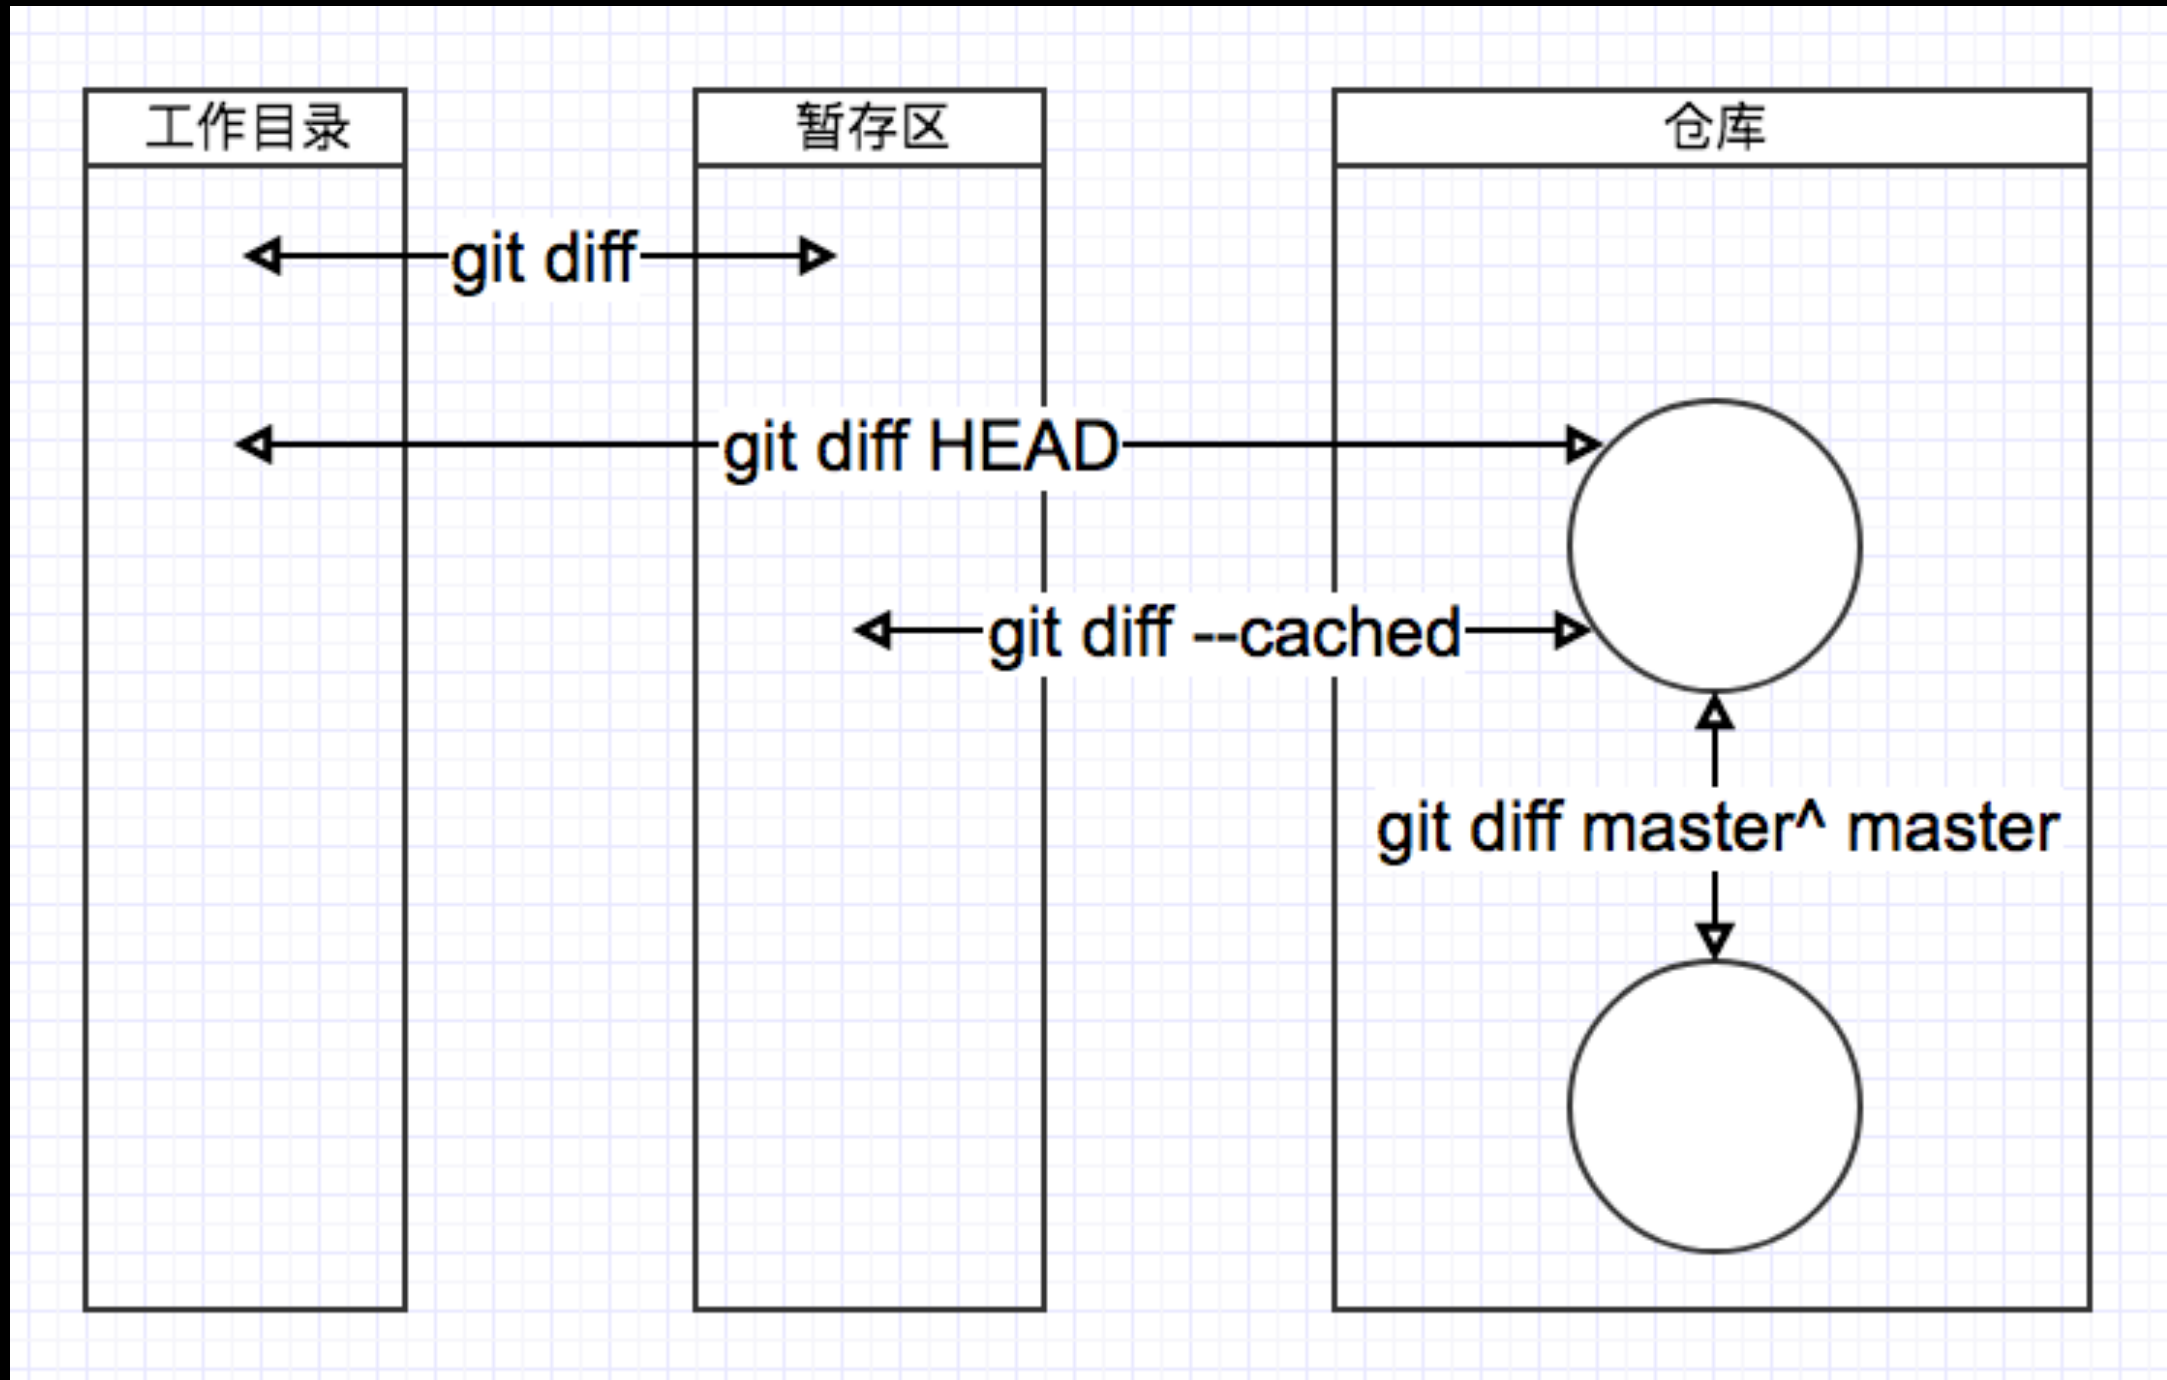 工作目录
暂存区
仓库
git diff
git diff HEAD
git diff --cached
git diff master^ master